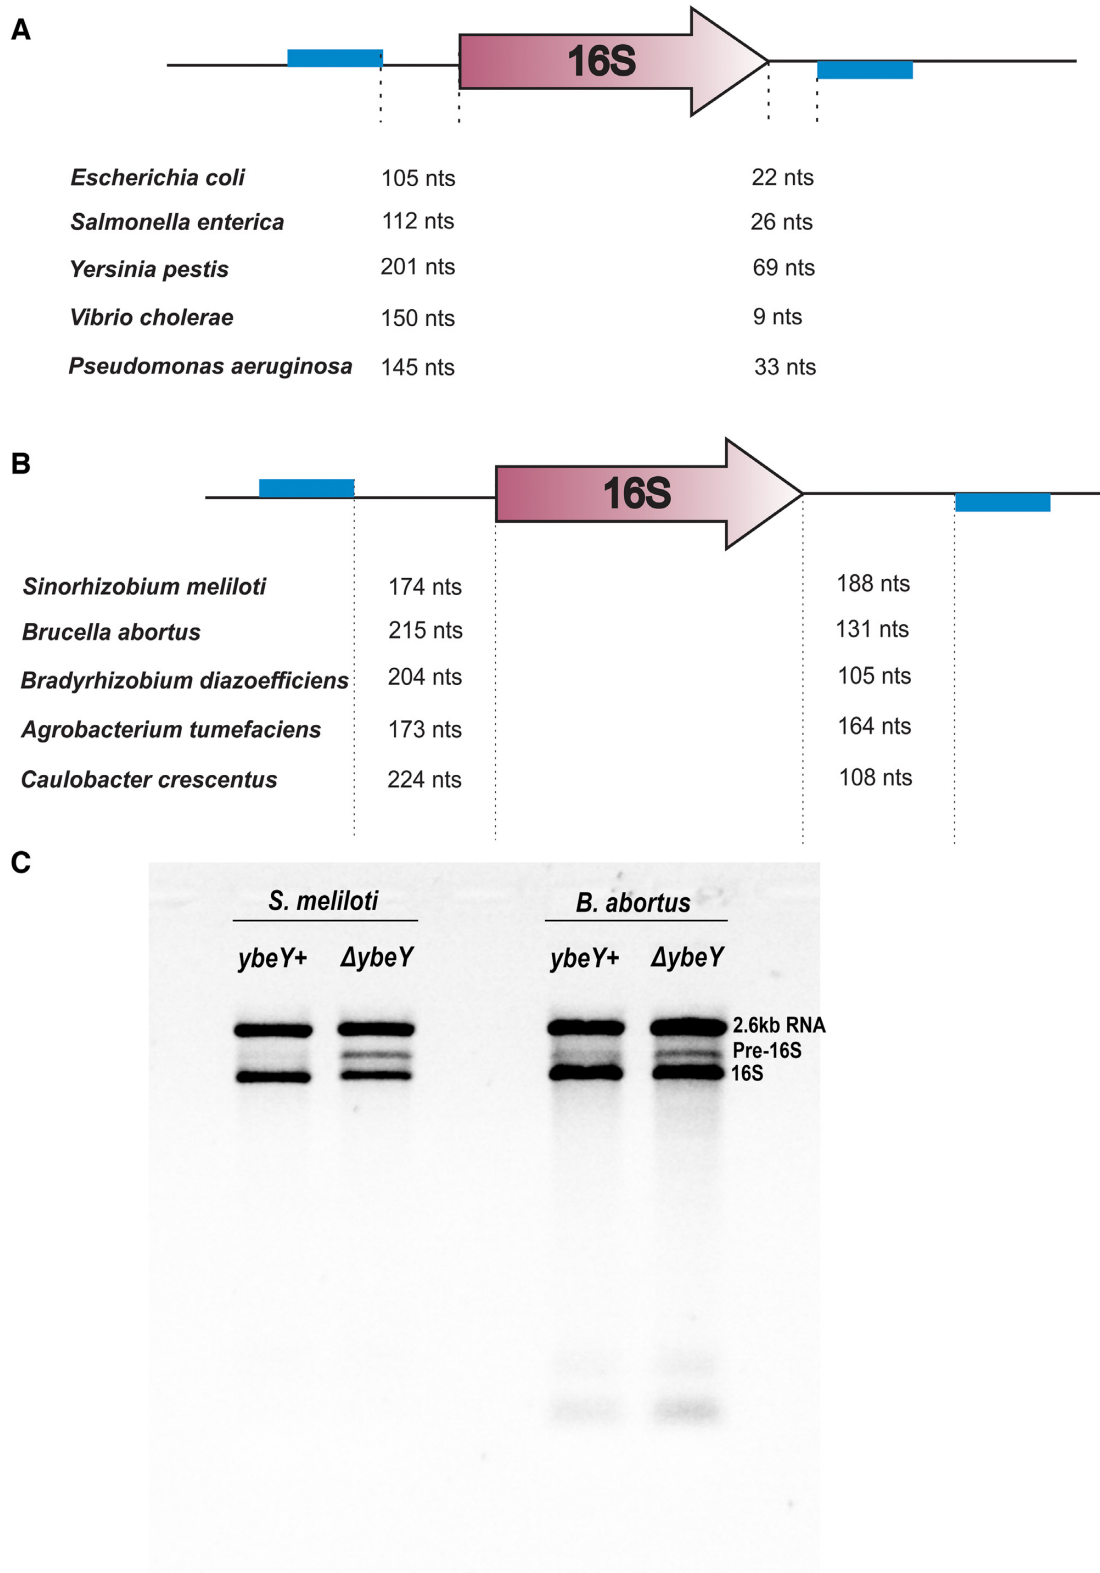 A
16S
Escherichia coli 105 nts 22 nts
Salmonella enterica 112 nts 26 nts
Yersinia pestis 201 nts 69 nts
Vibrio cholerae 150 nts 9 nts
Pseudomonas aeruginosa 145 nts 33 nts
B
16S
Sinorhizobium meliloti 174 nts 188 nts
Brucella abortus 215 nts 131 nts
Bradyrhizobium diazoefficiens 204 nts 105 nts
Agrobacterium tumefaciens 173 nts 164 nts
Caulobacter crescentus 224 nts 108 nts
C
S. meliloti B. abortus
ybeY+ ΔybeY ybeY+ ΔybeY
2.6kb RNA
Pre-16S
16S